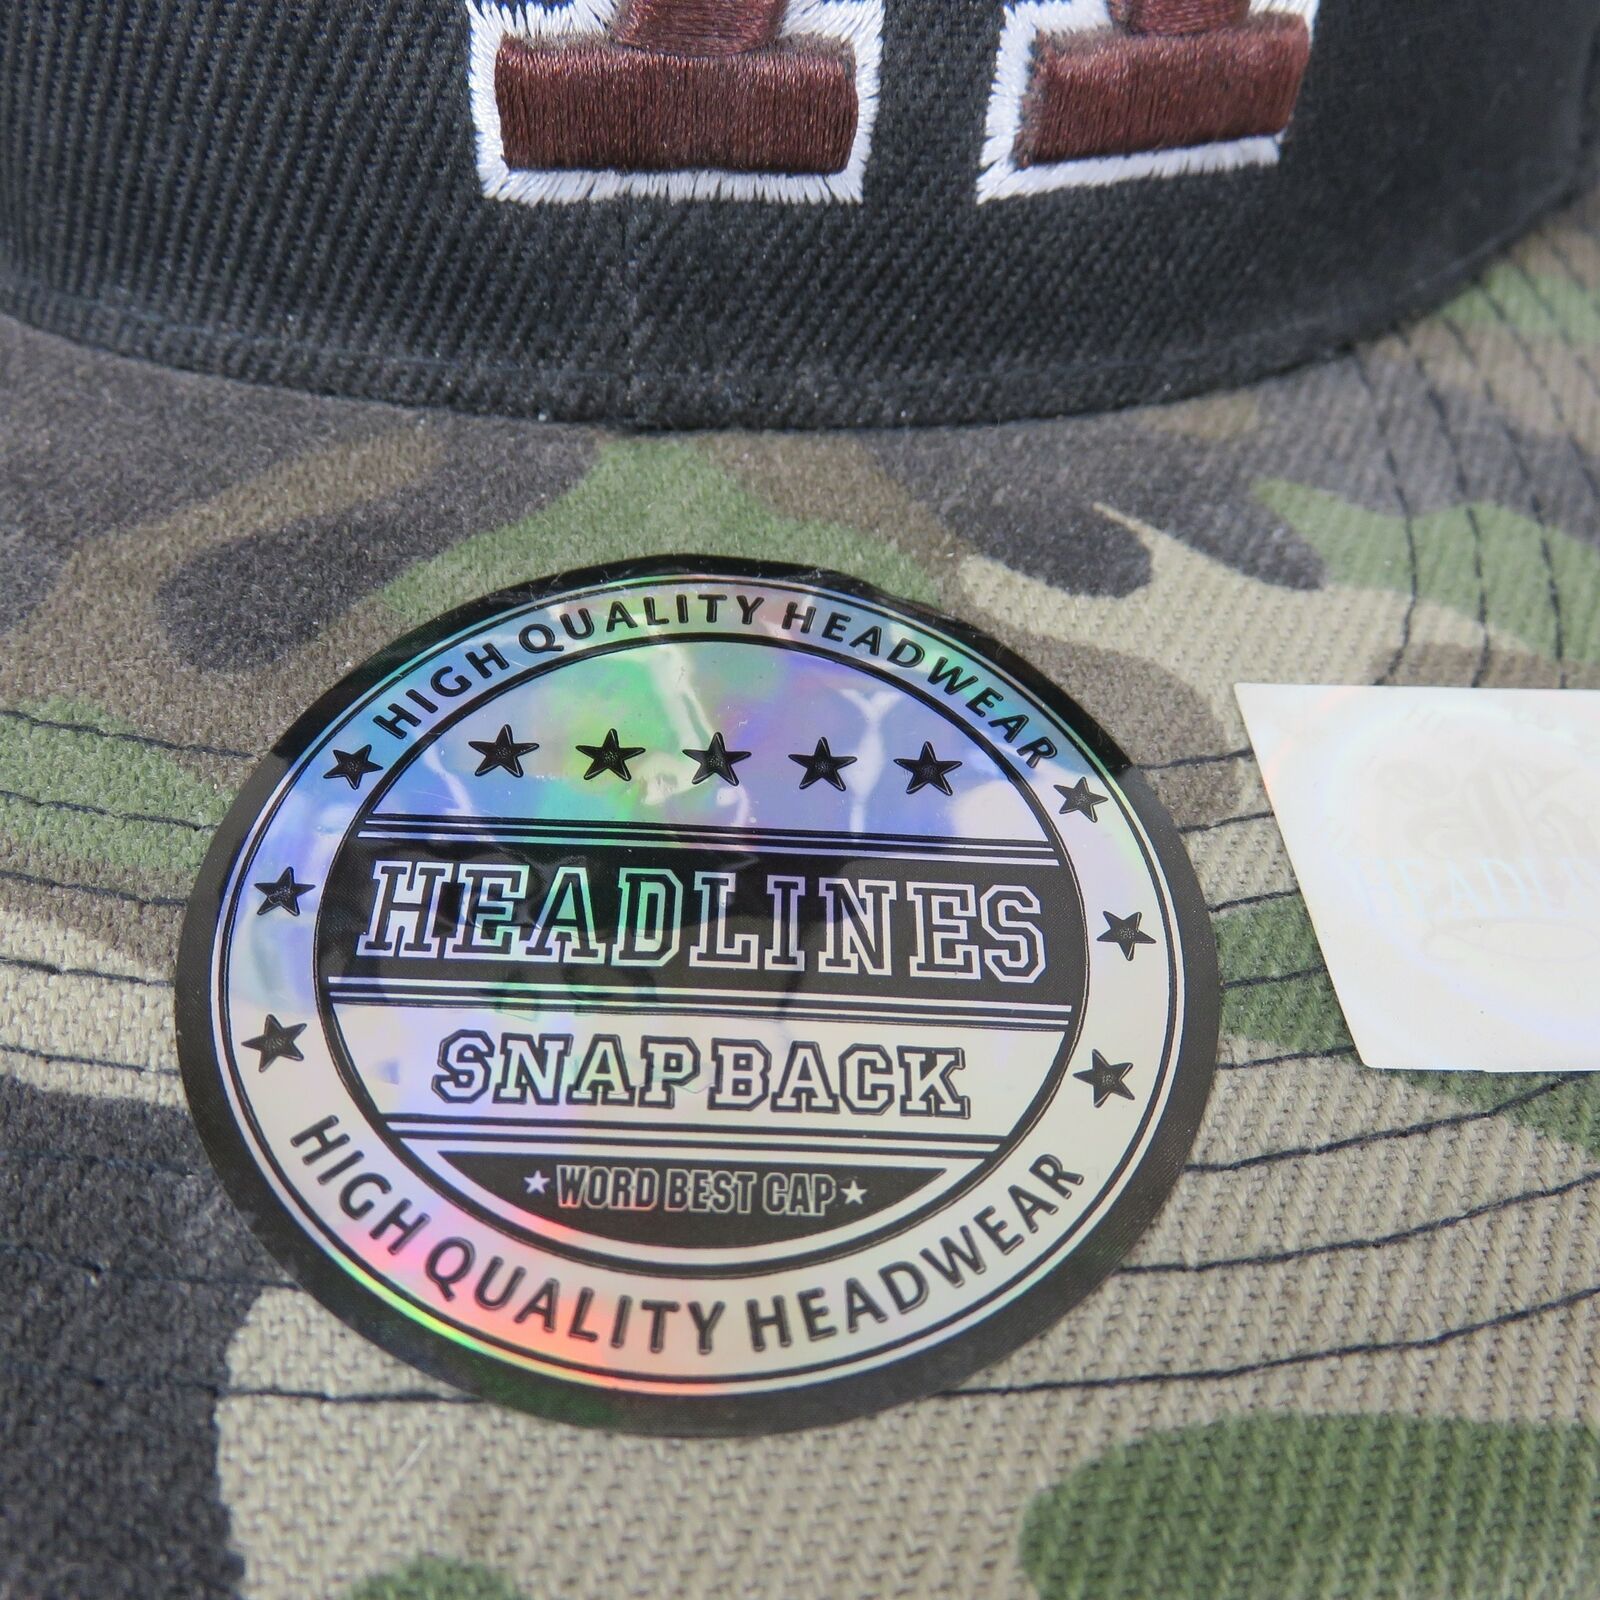 HIGH QUALITY HEADWEAR
HEADLINES
SNAPBACK
WORD BEST CAP
HIGH QUALITY HEADWEAR